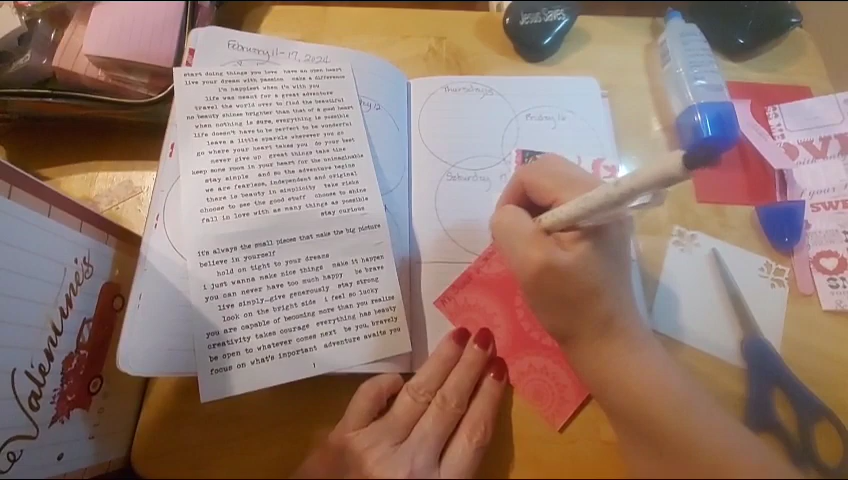 February 11-17, 2024
start doing things you love have an open heart
live your dream with passion make a difference
i'm happiest when i'm with you
life was meant for a great adventure
travel the world over to find the beautiful
no beauty shines brighter than that of a good heart
when nothing is sure, everything is possible
life doesn't have to be perfect to be wonderful
leave a little sparkle wherever you go
go where your heart takes you do your best
never give up great things take time
keep some room in your heart for the unimaginable
stay simple and so the adventure begins
we are fearless, independent and original
there is beauty in simplicity take risks
choose to see the good stuff choose to shine
fall in love with as many things as possible
stay curious
it's always the small pieces that make the big picture
believe in yourself
hold on tight to your dreams
i just wanna make nice things make it happen
you can never have too much happy be brave
live simply...give generously stay strong
look on the bright side i feel so lucky
you are capable of becoming more than you realize
creativity takes courage everything has beauty
be open to whatever comes next be you, bravely
focus on what's important adventure awaits you
Thursday
Friday 16
Saturday 17
Jesus Saves
Valentine's
SWE